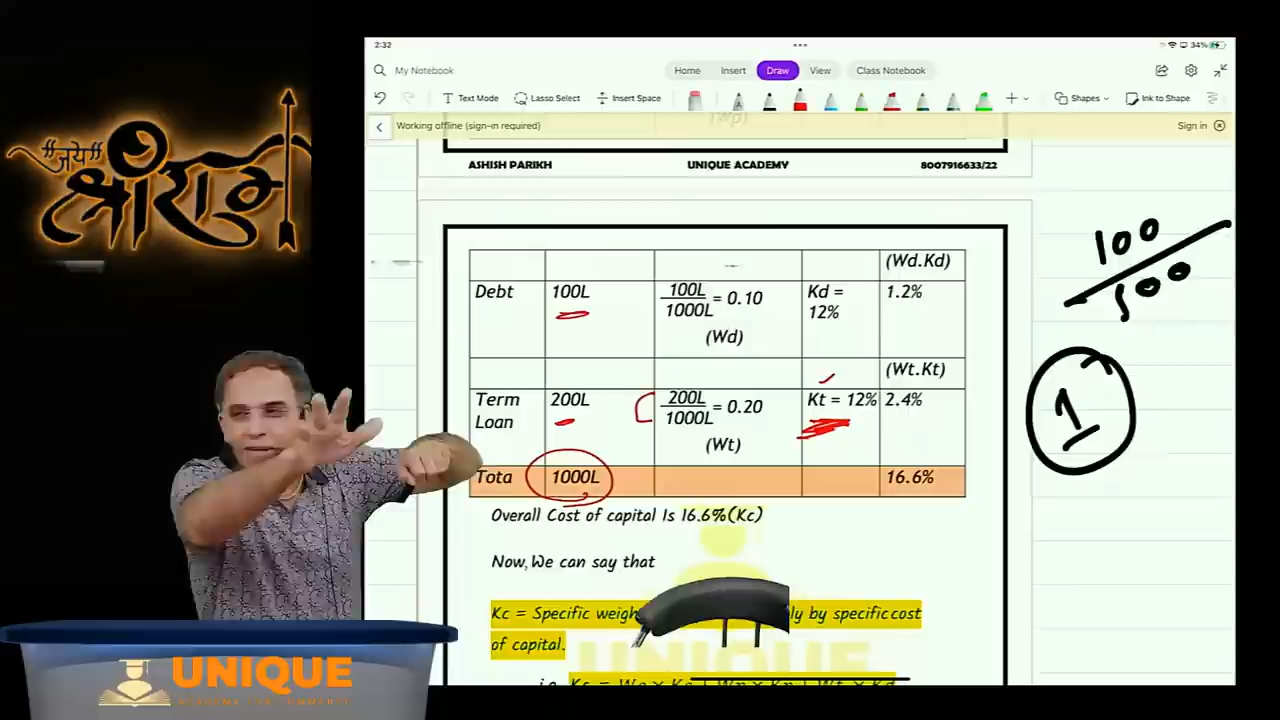 2:32
34%
My Notebook
Home Insert Draw View Class Notebook
Text Mode Lasso Select Insert Space Shapes Ink to Shape
Working offline (sign-in required) Sign in
(Wp)
ASHISH PARIKH UNIQUE ACADEMY 8007916633/22
"जय"
श्री राम
(Wd.Kd)
Debt 100L 100L/1000L = 0.10 (Wd) Kd = 12% 1.2%
(Wt.Kt)
Term Loan 200L 200L/1000L = 0.20 (Wt) Kt = 12% 2.4%
Tota 1000L 16.6%
100
500
1
Overall Cost of capital Is 16.6%(Kc)
Now,We can say that
Kc = Specific weigh ly by specific cost
of capital.
UNIQUE
UNIQUE